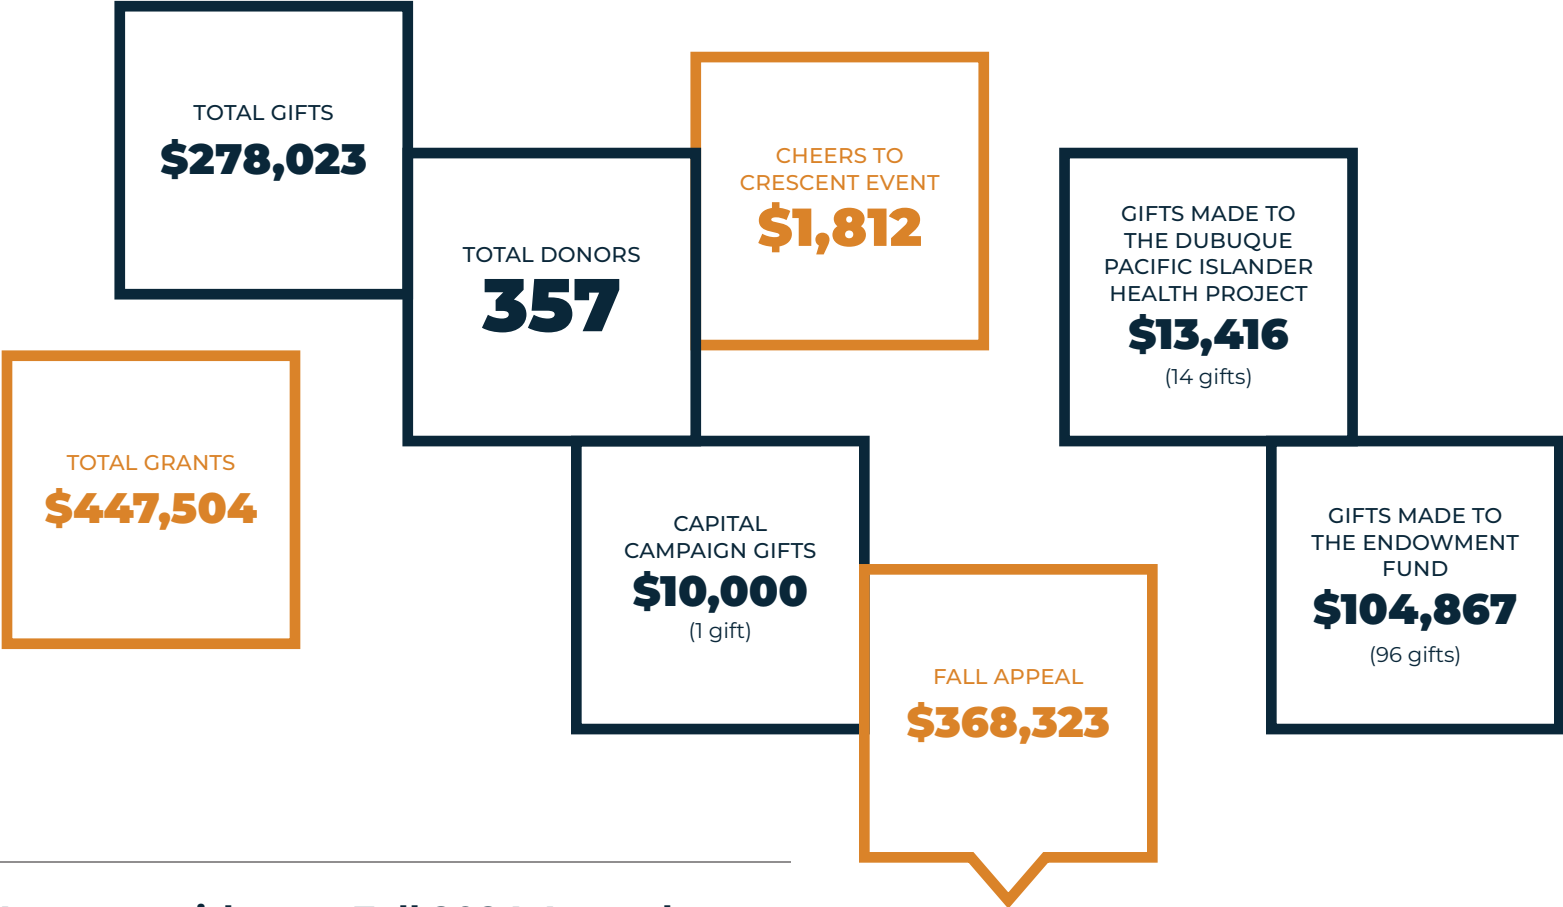 TOTAL GIFTS
$278,023
TOTAL DONORS
357
CHEERS TO
CRESCENT EVENT
$1,812
GIFTS MADE TO
THE DUBUQUE
PACIFIC ISLANDER
HEALTH PROJECT
$13,416
(14 gifts)
TOTAL GRANTS
$447,504
CAPITAL
CAMPAIGN GIFTS
$10,000
(1 gift)
GIFTS MADE TO
THE ENDOWMENT
FUND
$104,867
(96 gifts)
FALL APPEAL
$368,323